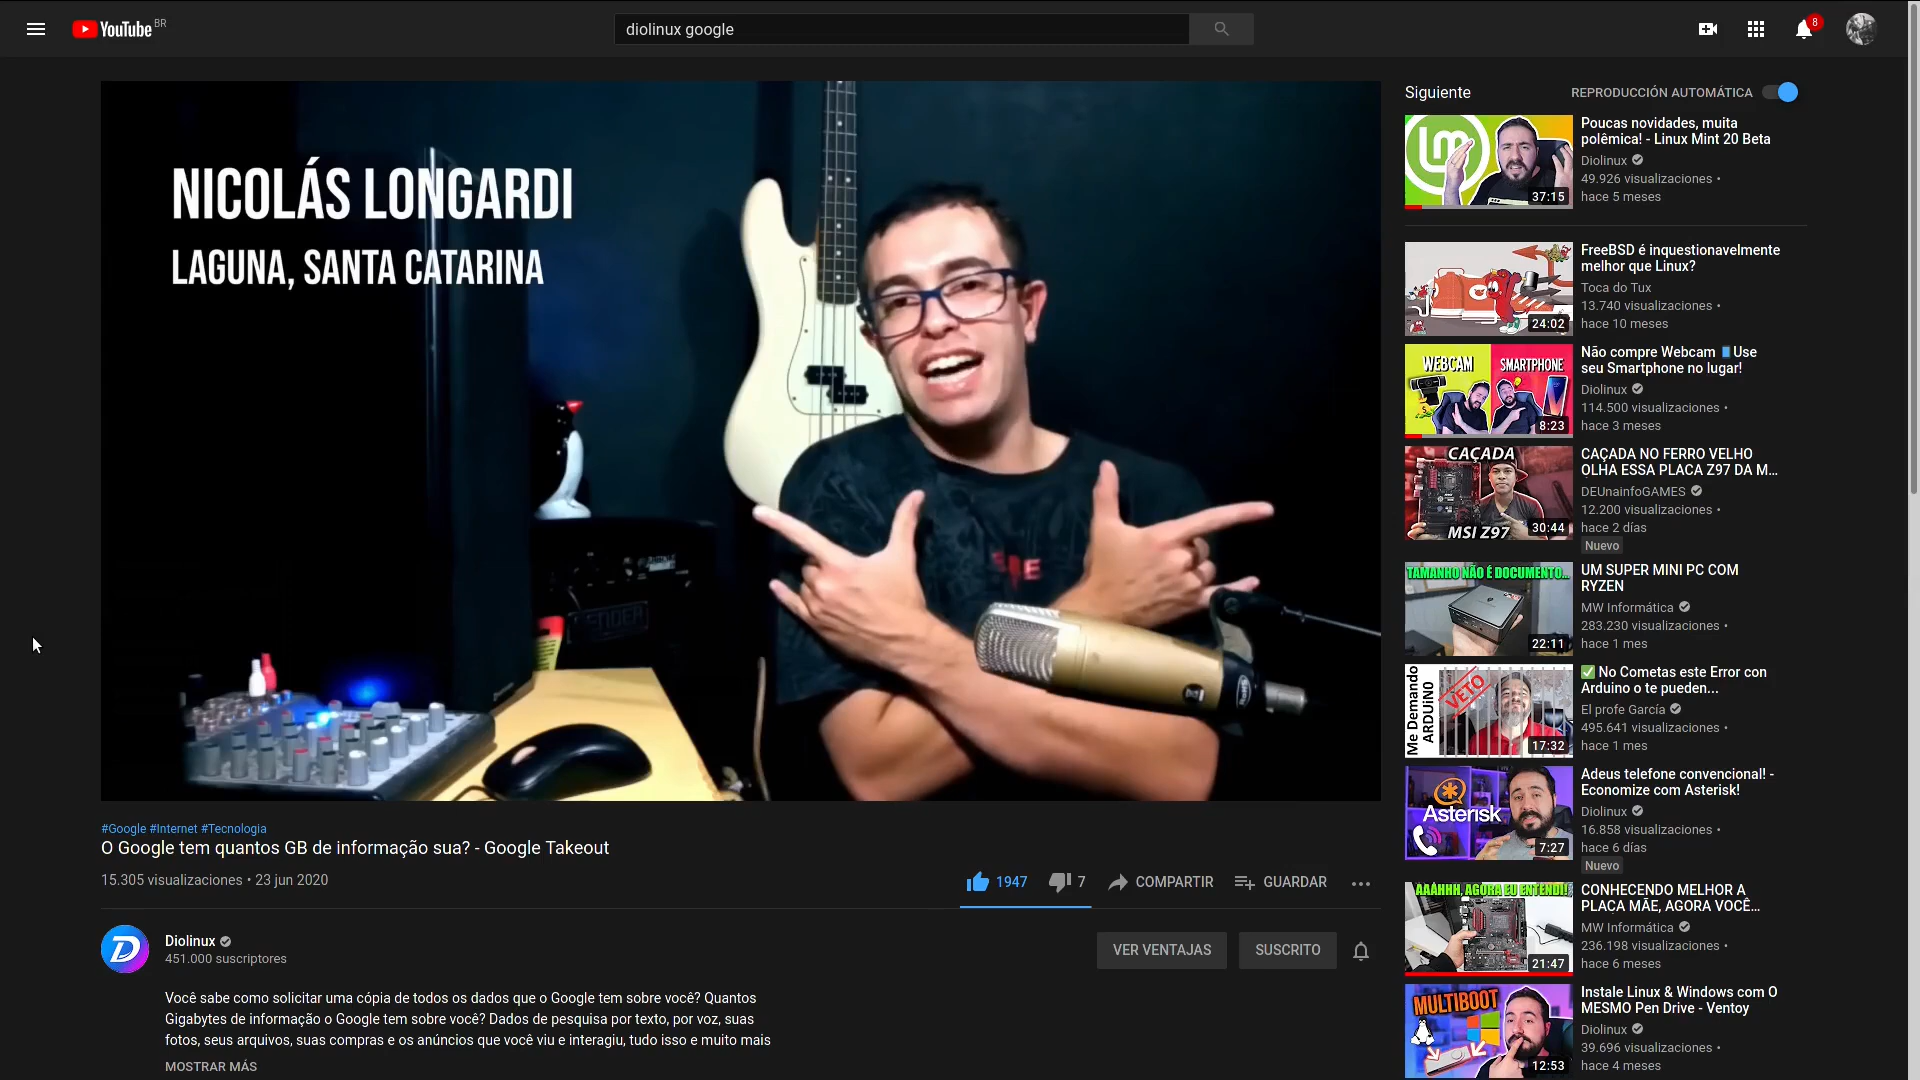 YouTube BR
diolinux google
8
NICOLÁS LONGARDI
LAGUNA, SANTA CATARINA
FENDER
#Google #Internet #Tecnologia
O Google tem quantos GB de informação sua? - Google Takeout
15.305 visualizaciones • 23 jun 2020
1947
7
COMPARTIR
GUARDAR
Diolinux
451.000 suscriptores
VER VENTAJAS
SUSCRITO
Você sabe como solicitar uma cópia de todos os dados que o Google tem sobre você? Quantos
Gigabytes de informação o Google tem sobre você? Dados de pesquisa por texto, por voz, suas
fotos, seus arquivos, suas compras e os anúncios que você viu e interagiu, tudo isso e muito mais
MOSTRAR MÁS
Siguiente
REPRODUCCIÓN AUTOMÁTICA
lm
37:15
Poucas novidades, muita
polêmica! - Linux Mint 20 Beta
Diolinux
49.926 visualizaciones •
hace 5 meses
24:02
FreeBSD é inquestionavelmente
melhor que Linux?
Toca do Tux
13.740 visualizaciones •
hace 10 meses
WEBCAM
SMARTPHONE
8:23
Não compre Webcam Use
seu Smartphone no lugar!
Diolinux
114.500 visualizaciones •
hace 3 meses
CAÇADA
MSI Z97
30:44
CAÇADA NO FERRO VELHO
OLHA ESSA PLACA Z97 DA M...
DEUnainfoGAMES
12.200 visualizaciones •
hace 2 días
Nuevo
TAMANHO NÃO É DOCUMENTO...
22:11
UM SUPER MINI PC COM
RYZEN
MW Informática
283.230 visualizaciones •
hace 1 mes
Me Demando
ARDUiNO
VETO
17:32
✅ No Cometas este Error con
Arduino o te pueden...
El profe García
495.641 visualizaciones •
hace 1 mes
Asterisk
7:27
Adeus telefone convencional! -
Economize com Asterisk!
Diolinux
16.858 visualizaciones •
hace 6 días
Nuevo
AAÀHHH, AGORA EU ENTENDI!
21:47
CONHECENDO MELHOR A
PLACA MÃE, AGORA VOCÊ...
MW Informática
236.198 visualizaciones •
hace 6 meses
MULTIBOOT
12:53
Instale Linux & Windows com O
MESMO Pen Drive - Ventoy
Diolinux
39.696 visualizaciones •
hace 4 meses